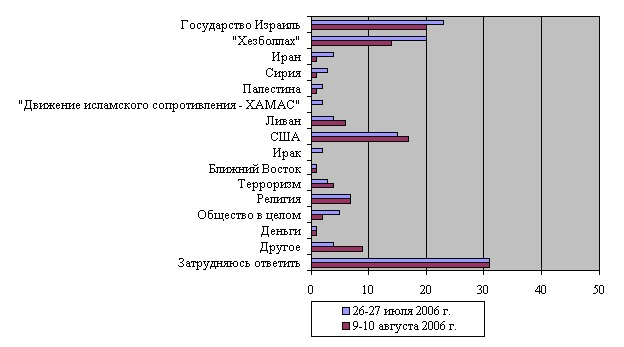 Государство Израиль
"Хезболлах"
Иран
Сирия
Палестина
"Движение исламского сопротивления - ХАМАС"
Ливан
США
Ирак
Ближний Восток
Терроризм
Религия
Общество в целом
Деньги
Другое
Затрудняюсь ответить
0 10 20 30 40 50
26-27 июля 2006 г.
9-10 августа 2006 г.